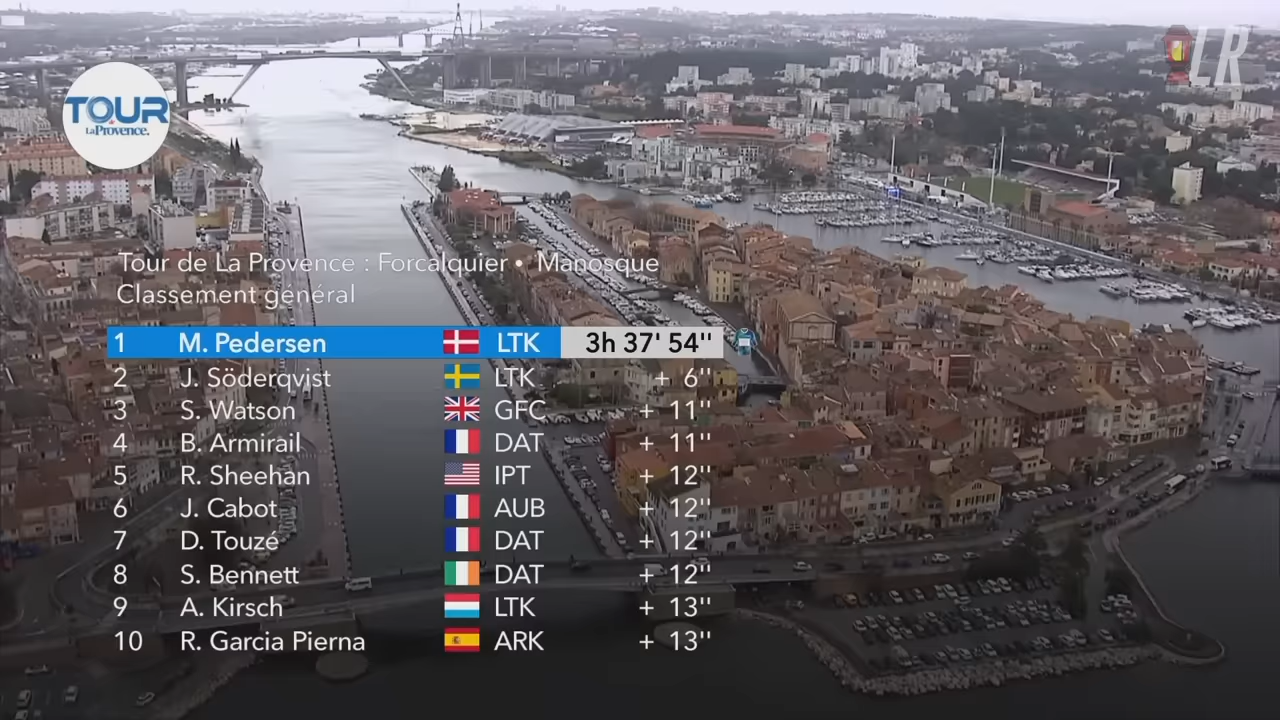 LR
TOUR
La Provence.
Tour de La Provence : Forcalquier • Manosque
Classement général
1 M. Pedersen LTK 3h 37' 54''
2 J. Söderqvist LTK + 6''
3 S. Watson GFC + 11''
4 B. Armirail DAT + 11''
5 R. Sheehan IPT + 12''
6 J. Cabot AUB + 12''
7 D. Touzé DAT + 12''
8 S. Bennett DAT + 12''
9 A. Kirsch LTK + 13''
10 R. Garcia Pierna ARK + 13''